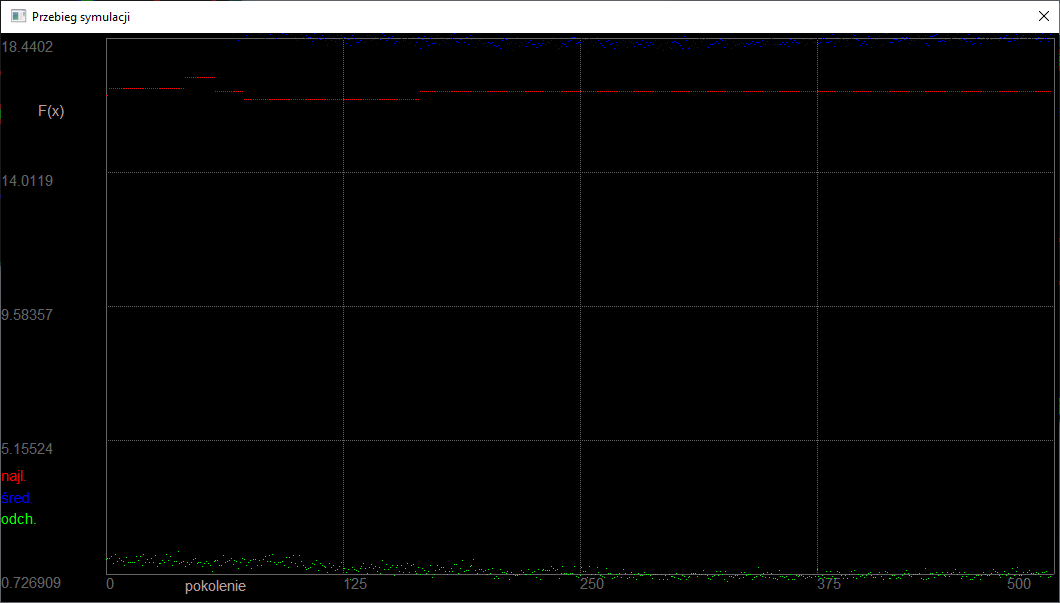 Przebieg symulacji
18.4402
F(x)
14.0119
9.58357
5.15524
najl.
śred.
odch.
0.726909
0 125 250 375 500
pokolenie